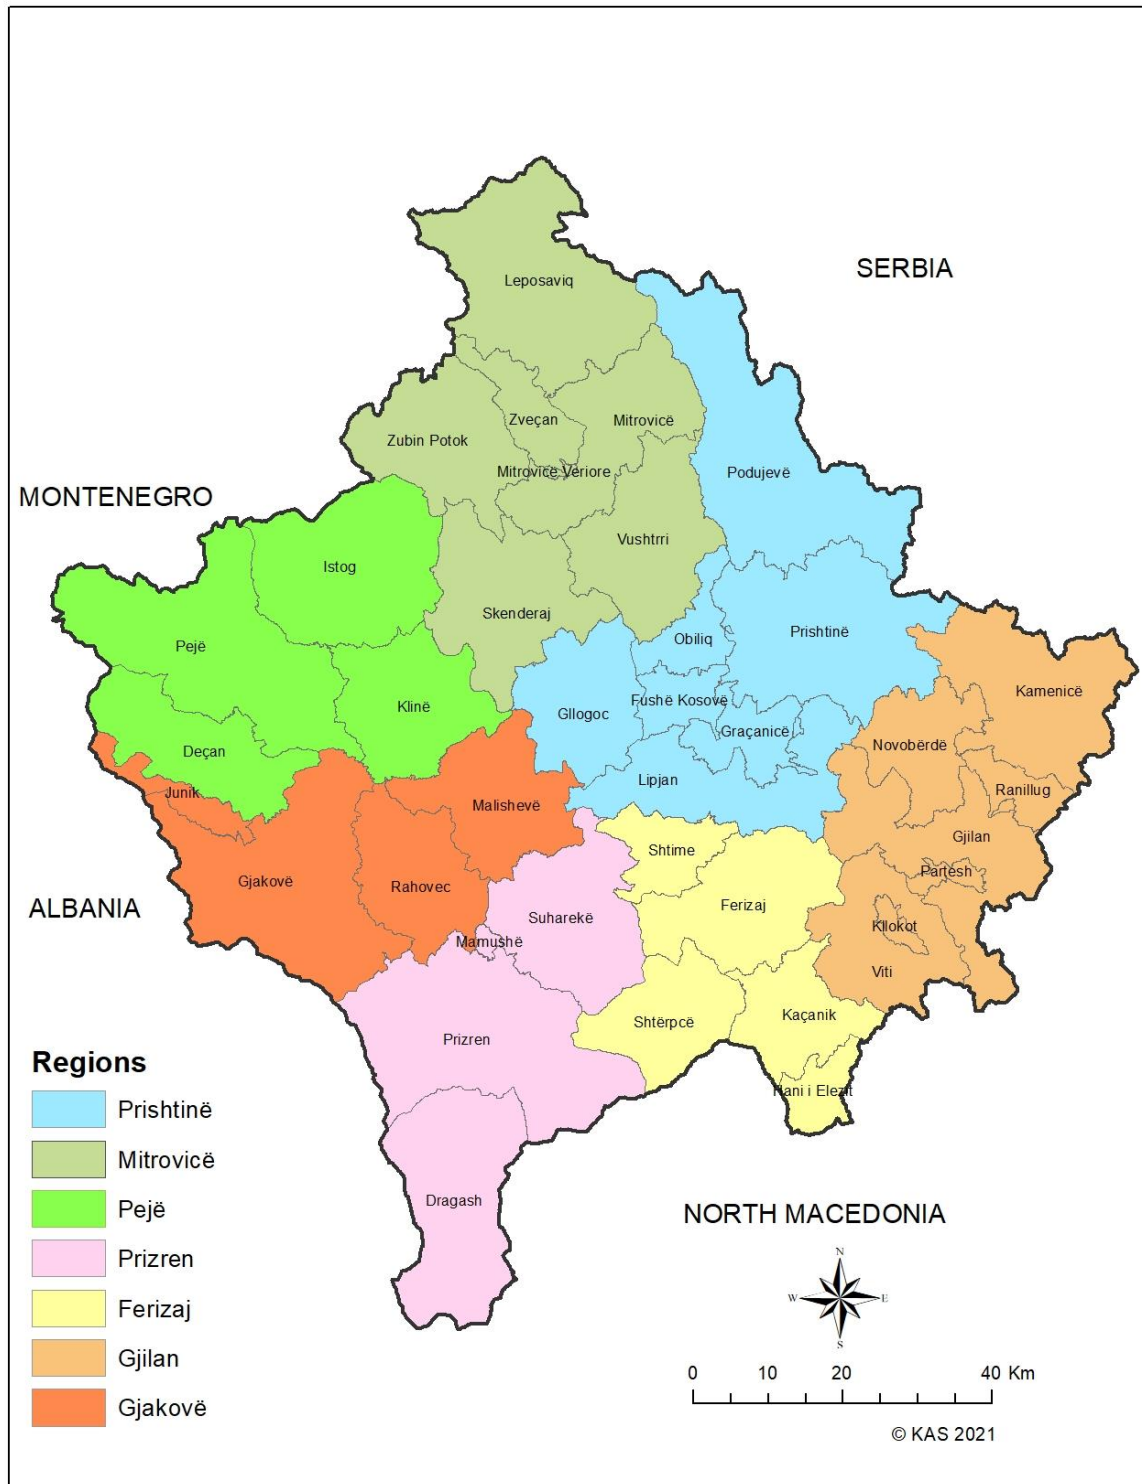 SERBIA
Leposaviq
Zveçan
Mitrovicë
Zubin Potok
Mitrovicë Veriore
Podujevë
MONTENEGRO
Vushtrri
Istog
Skenderaj
Obiliq
Prishtinë
Pejë
Kamenicë
Fushë Kosovë
Klinë
Gllogoc
Graçanicë
Novobërdë
Deçan
Lipjan
Junik
Ranillug
Malishevë
Gjilan
Shtime
Partesh
Gjakovë
Rahovec
Ferizaj
ALBANIA
Suharekë
Kllokot
Mamushë
Viti
Kaçanik
Shtërpcë
Prizren
Hani i Elezit
Dragash
NORTH MACEDONIA
Regions
Prishtinë
Mitrovicë
Pejë
Prizren
Ferizaj
Gjilan
Gjakovë
N
W E
S
0 10 20 40 Km
© KAS 2021